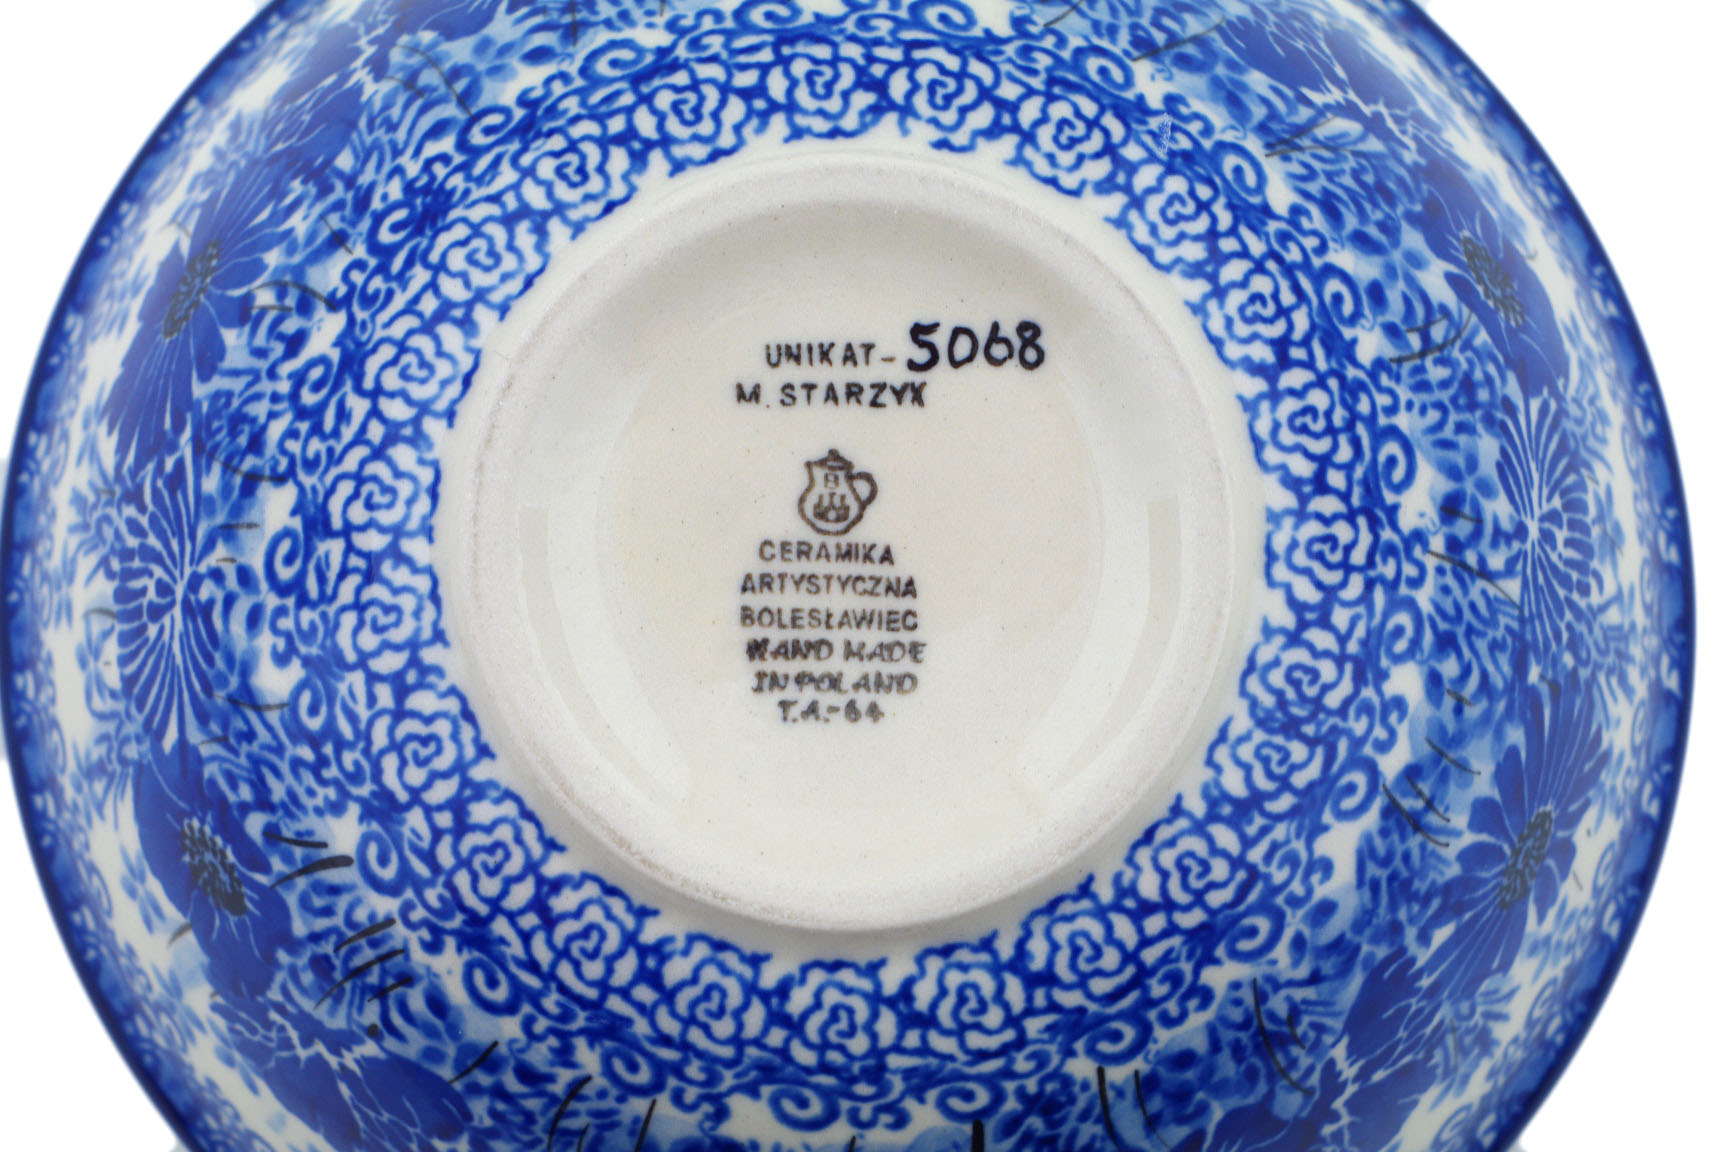 UNIKAT-5068
M. STARZYK
B
CERAMIKA
ARTYSTYCZNA
BOLESŁAWIEC
HAND MADE
IN POLAND
T.A.-64